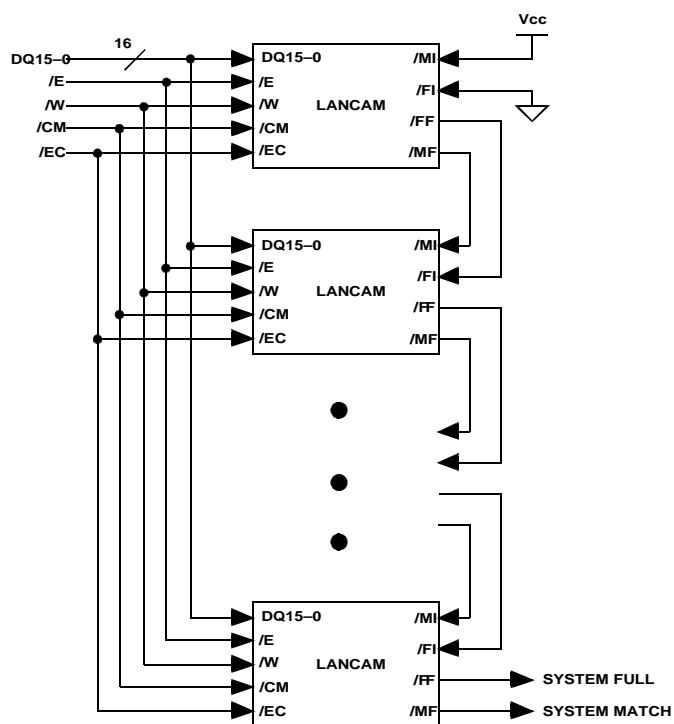 Vcc
16
DQ15–0
/E
/W
/CM
/EC
DQ15–0
/E
/W
/CM
/EC
LANCAM
/MI
/FI
/FF
/MF
DQ15–0
/E
/W
/CM
/EC
LANCAM
/MI
/FI
/FF
/MF
DQ15–0
/E
/W
/CM
/EC
LANCAM
/MI
/FI
/FF
/MF
SYSTEM FULL
SYSTEM MATCH